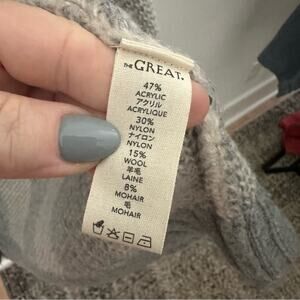 THE GREAT.
47%
ACRYLIC
アクリル
ACRYLIQUE
30%
NYLON
ナイロン
NYLON
15%
WOOL
羊毛
LAINE
8%
MOHAIR
毛
MOHAIR